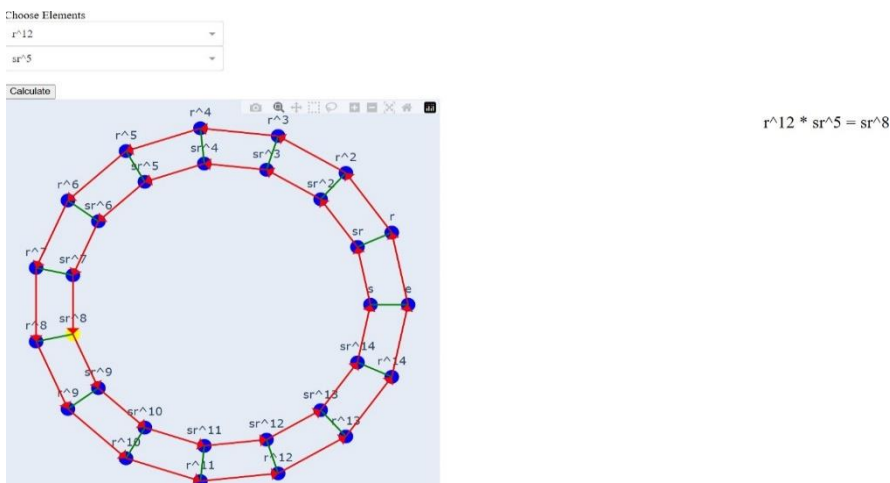 Choose Elements
r^12
sr^5
Calculate
r^12 * sr^5 = sr^8
r^4
r^3
r^5
sr^4
sr^3
r^2
sr^5
r^6
sr^2
sr^6
r
sr
r^7
sr^7
s
e
sr^8
r^8
sr^14
r^14
sr^9
r^9
sr^13
sr^10
sr^12
r^13
sr^11
r^10
r^12
r^11